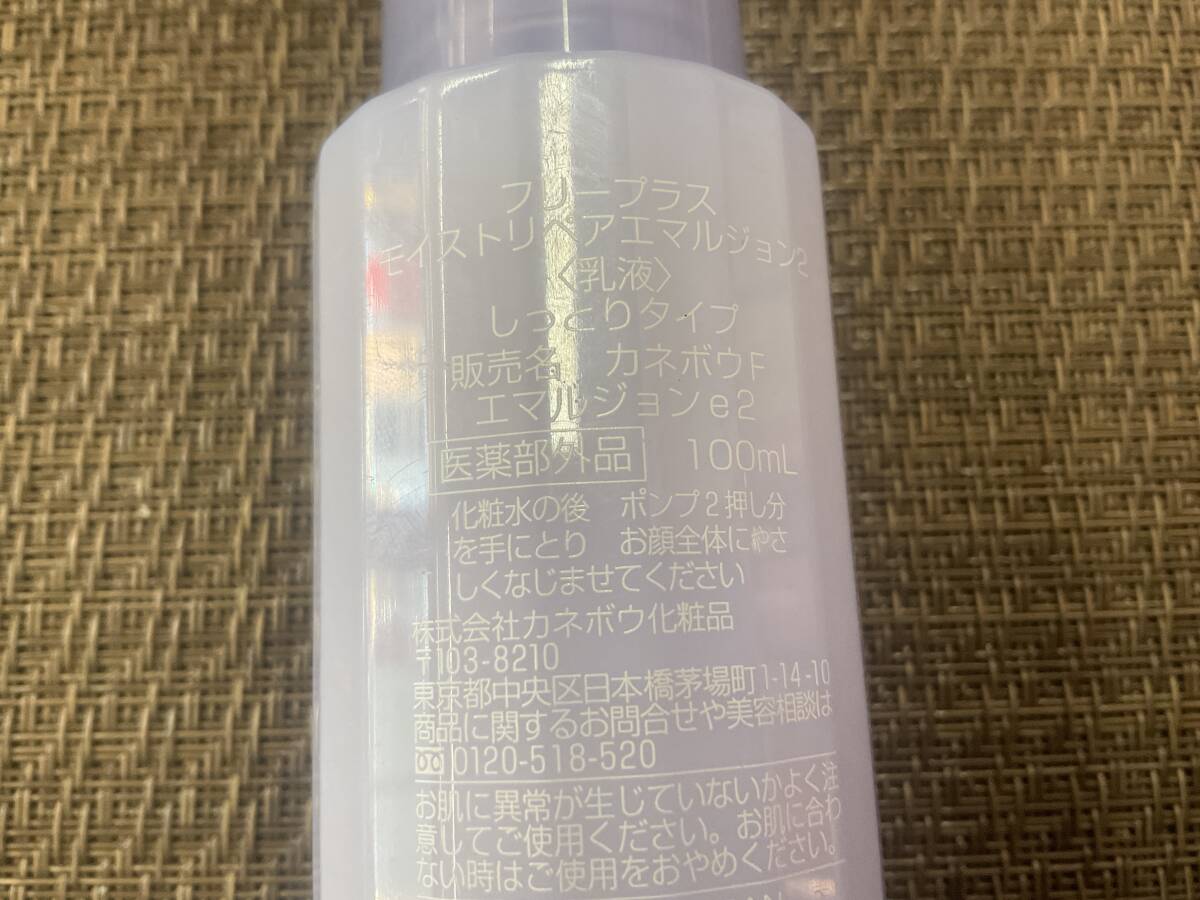 フリープラス
モイストリペアエマルジョン2
〈乳液〉
しっとりタイプ
販売名 カネボウF
エマルジョンe2
医薬部外品 100mL
化粧水の後 ポンプ2押し分
を手にとり お顔全体にやさ
しくなじませてください
株式会社カネボウ化粧品
〒103-8210
東京都中央区日本橋茅場町1-14-10
商品に関するお問合せや美容相談は
0120-518-520
お肌に異常が生じていないかよく注
意してご使用ください。お肌に合わ
ない時はご使用をおやめください。